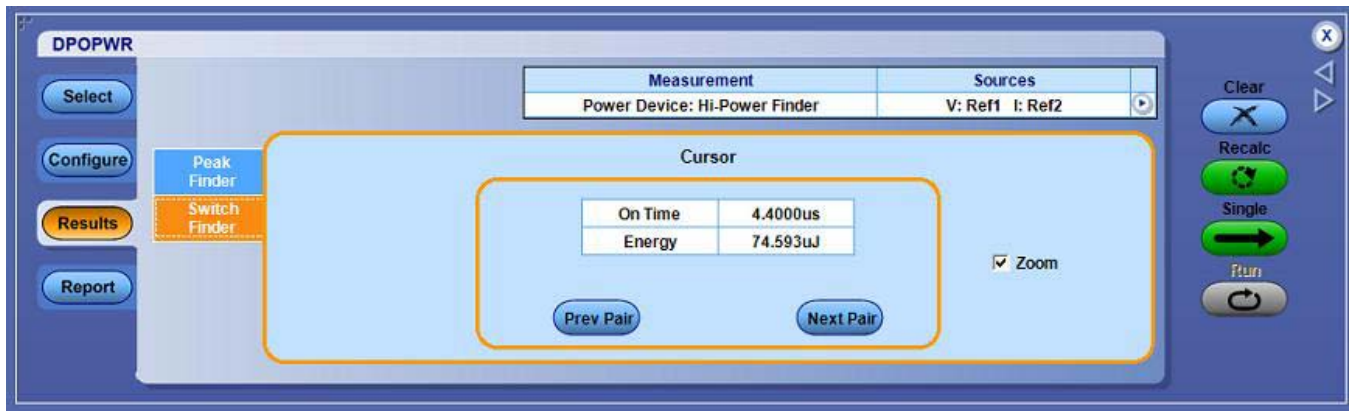 DPOPWR
X
Select
Configure
Results
Report
Measurement Sources
Power Device: Hi-Power Finder V: Ref1 I: Ref2
Peak
Finder
Switch
Finder
Cursor
On Time 4.4000us
Energy 74.593uJ
Zoom
Prev Pair Next Pair
Clear
Recalc
Single
Run